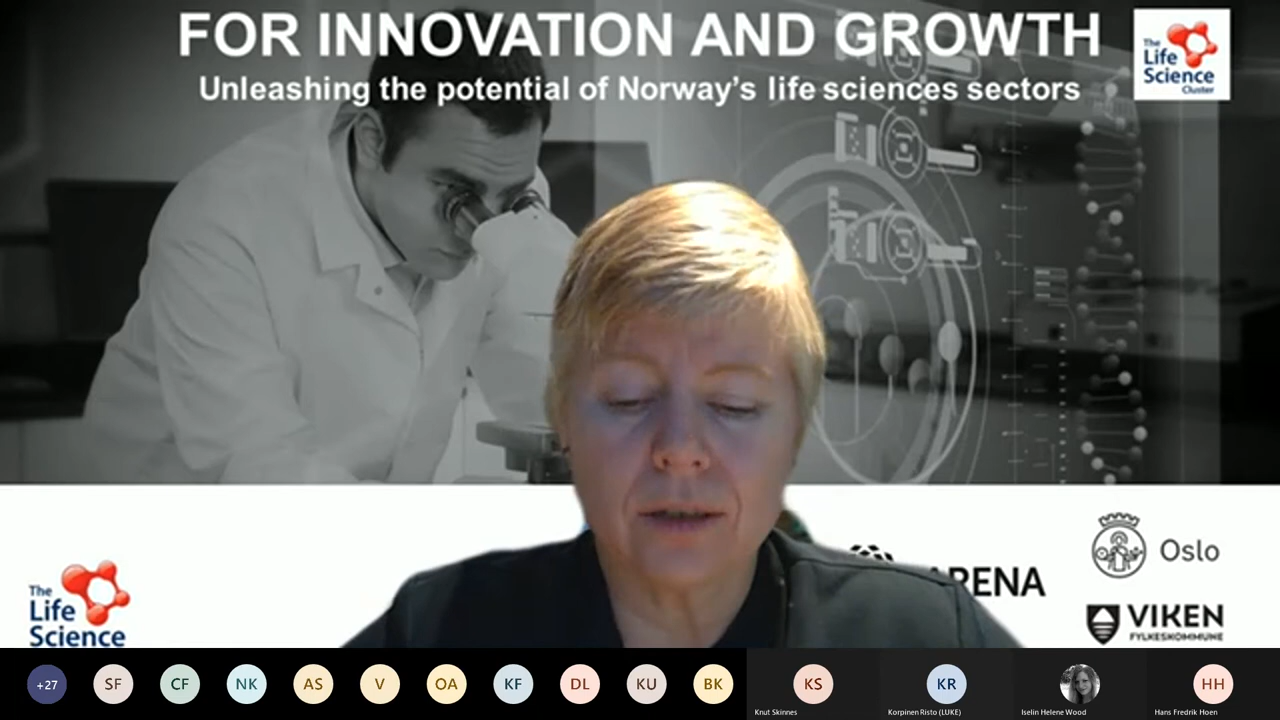 FOR INNOVATION AND GROWTH
Unleashing the potential of Norway's life sciences sectors
The
Life
Science
Cluster
Oslo
ARENA
The
Life
Science
VIKEN
FYLKESKOMMUNE
+27
SF
CF
NK
AS
V
OA
KF
DL
KU
BK
KS
KR
HH
Knut Skinnes
Korpinen Risto (LUKE)
Iselin Helene Wood
Hans Fredrik Hoen